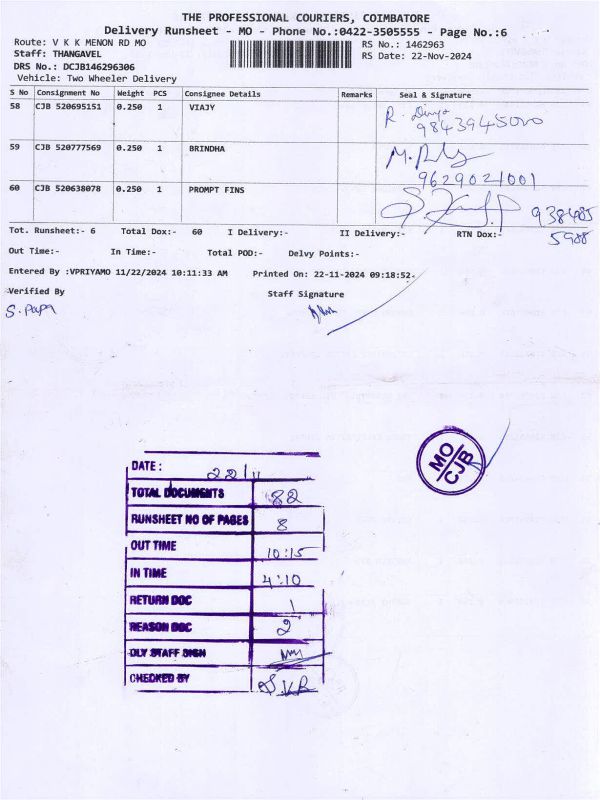 THE PROFESSIONAL COURIERS, COIMBATORE
Delivery Runsheet - MO - Phone No.:0422-3505555 - Page No.:6
Route: V K K MENON RD MO RS No.: 1462963
Staff: THANGAVEL RS Date: 22-Nov-2024
DRS No.: DCJB146296306
Vehicle: Two Wheeler Delivery
S No Consignment No Weight PCS Consignee Details Remarks Seal & Signature
58 CJB 520695151 0.250 1 VIAJY
9843945000
59 CJB 520777569 0.250 1 BRINDHA
9629021001
60 CJB 520638078 0.250 1 PROMPT FINS
Tot. Runsheet:- 6 Total Dox:- 60 I Delivery:- II Delivery:- RTN Dox:-
Out Time:- In Time:- Total POD:- Delvy Points:-
Entered By :VPRIYAMO 11/22/2024 10:11:33 AM Printed On: 22-11-2024 09:18:52
Verified By Staff Signature
S. Papa
MO
CJB
DATE: 22/11
TOTAL DOCUMENTS 82
RUNSHEET NO OF PAGES 8
OUT TIME 10:15
IN TIME 4:10
RETURN DOC 1
REASON DOC 2
DLY STAFF SIGN
CHECKED BY